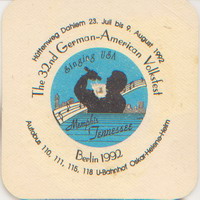 Hüttenweg Dahlem 23. Juli bis 9. August 1992
The 32nd German-American Volksfest
Singing USA
Memphis
Tennessee
Berlin 1992
Autobus 110, 111, 116, 118 U-Bahnhof Oskar-Helene-Heim